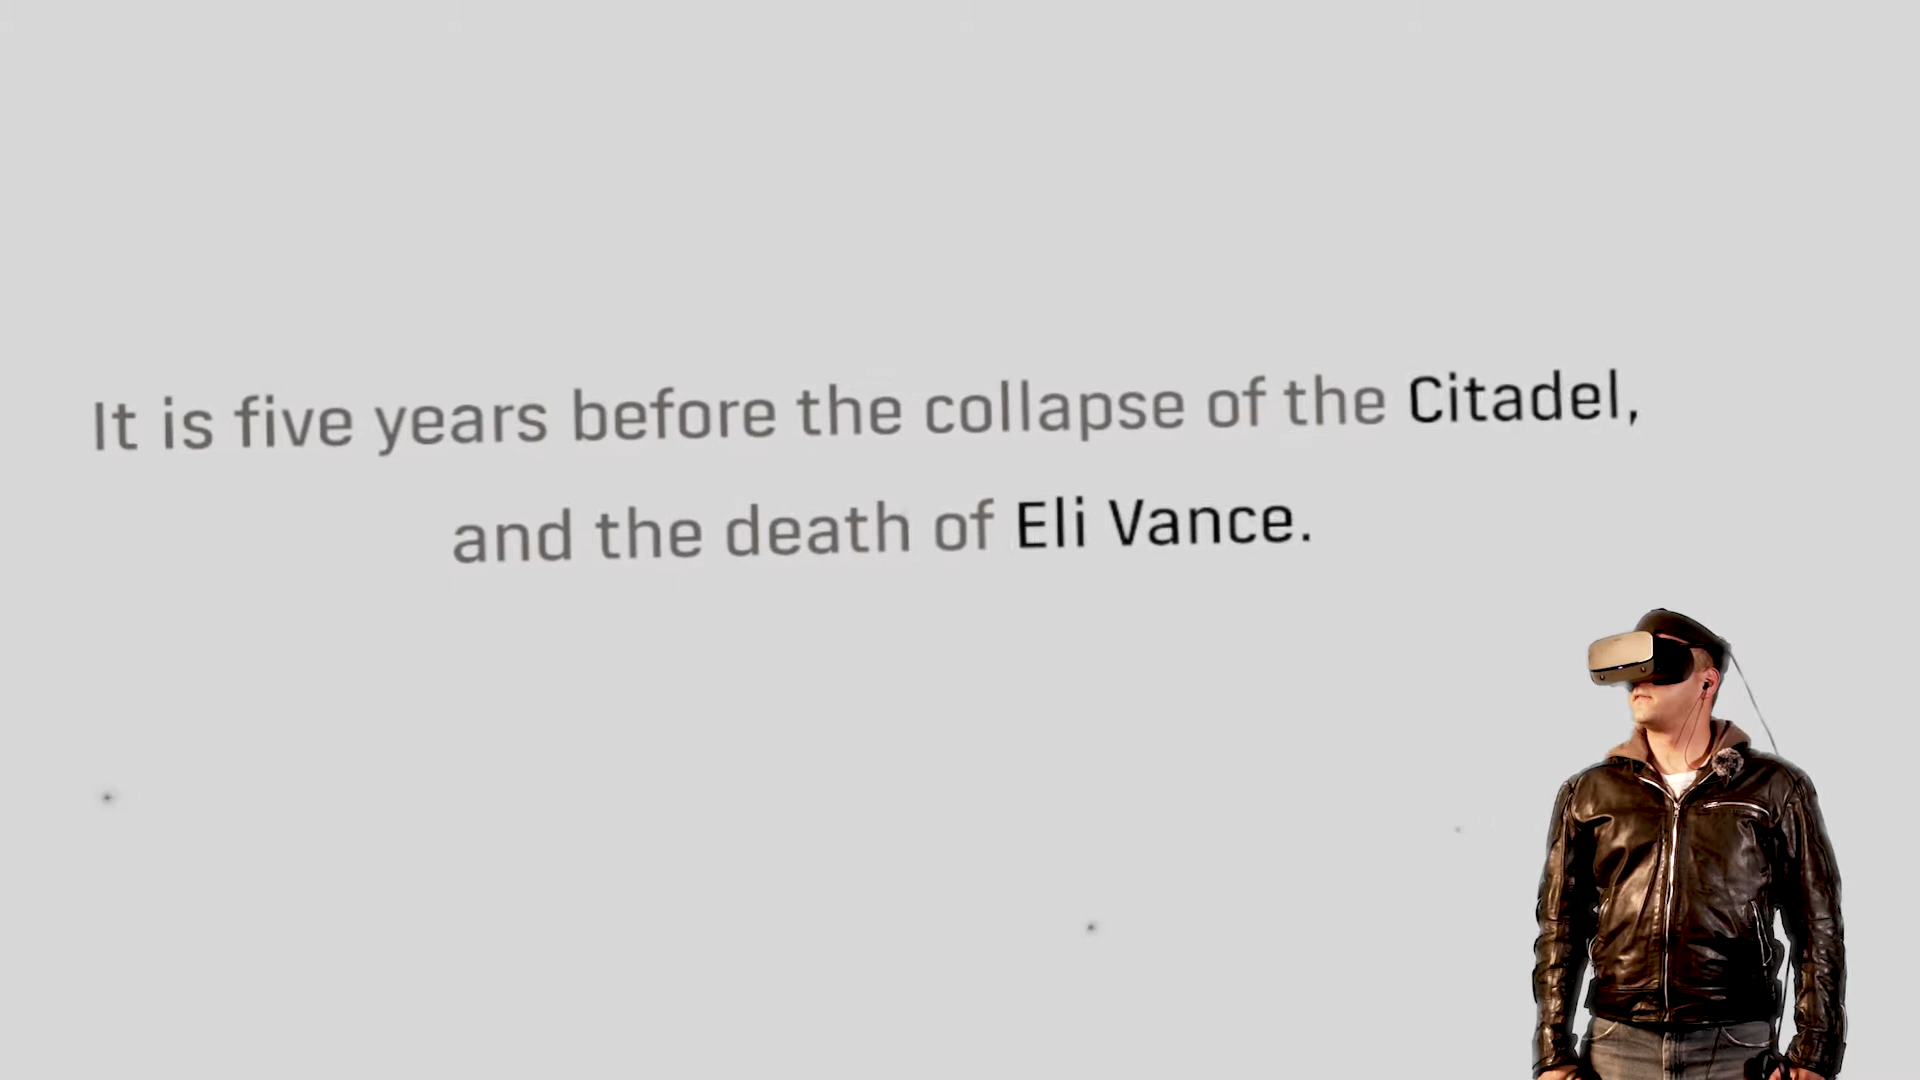 It is five years before the collapse of the Citadel,
and the death of Eli Vance.